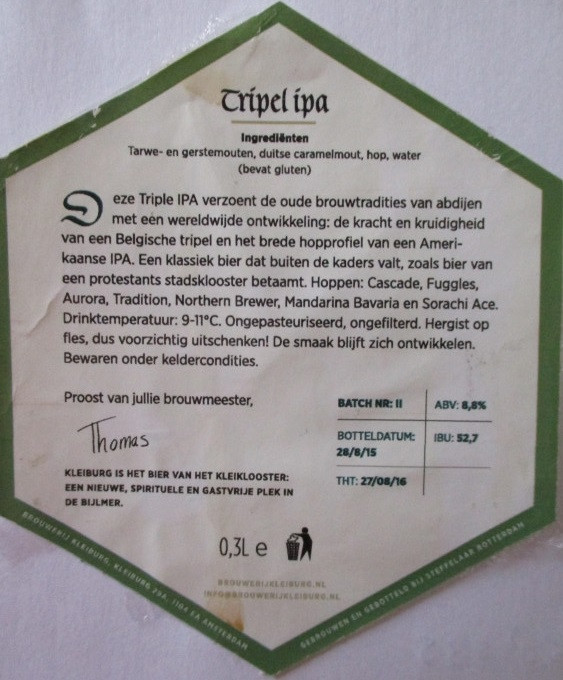 Tripel ipa
Ingrediënten
Tarwe- en gerstemouten, duitse caramelmout, hop, water
(bevat gluten)
Deze Triple IPA verzoent de oude brouwtradities van abdijen
met een wereldwijde ontwikkeling: de kracht en kruidigheid
van een Belgische tripel en het brede hopprofiel van een Ameri-
kaanse IPA. Een klassiek bier dat buiten de kaders valt, zoals bier van
een protestants stadsklooster betaamt. Hoppen: Cascade, Fuggles,
Aurora, Tradition, Northern Brewer, Mandarina Bavaria en Sorachi Ace.
Drinktemperatuur: 9-11°C. Ongepasteuriseerd, ongefilterd. Hergist op
fles, dus voorzichtig uitschenken! De smaak blijft zich ontwikkelen.
Bewaren onder keldercondities.
Proost van jullie brouwmeester,
Thomas
KLEIBURG IS HET BIER VAN HET KLEIKLOOSTER:
EEN NIEUWE, SPIRITUELE EN GASTVRIJE PLEK IN
DE BIJLMER.
BATCH NR: II
ABV: 8,8%
BOTTELDATUM:
28/8/15
IBU: 52,7
THT: 27/08/16
0,3L e
BROUWERIJKLEIBURG.NL
INFO@BROUWERIJKLEIBURG.NL
BROUWERIJ KLEIBURG, KLEIBURG 1104 EA AMSTERDAM
GEBROUWEN EN GEBOTTELD BIJ STEFFELAAR ROTTERDAM